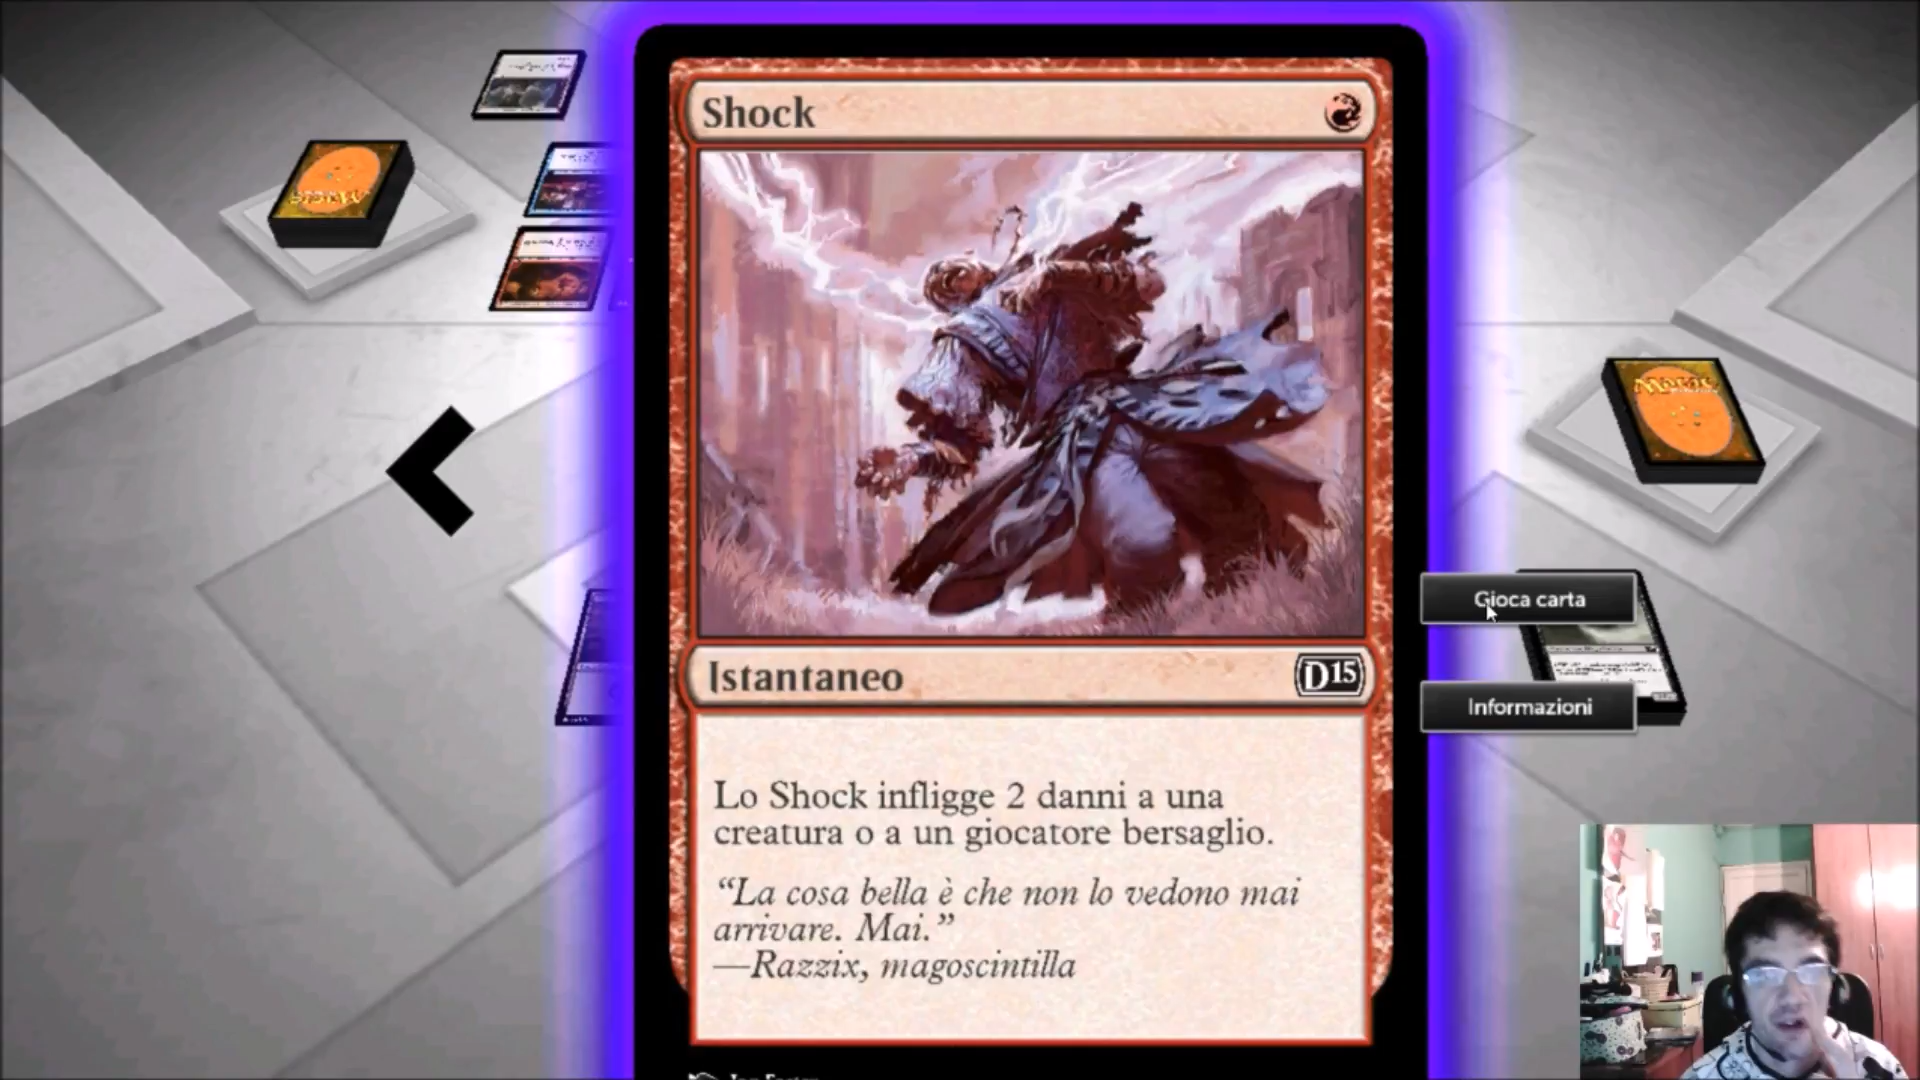 Shock
Istantaneo
D15
Lo Shock infligge 2 danni a una
creatura o a un giocatore bersaglio.
“La cosa bella è che non lo vedono mai
arrivare. Mai.”
—Razzix, magoscintilla
Gioca carta
Informazioni